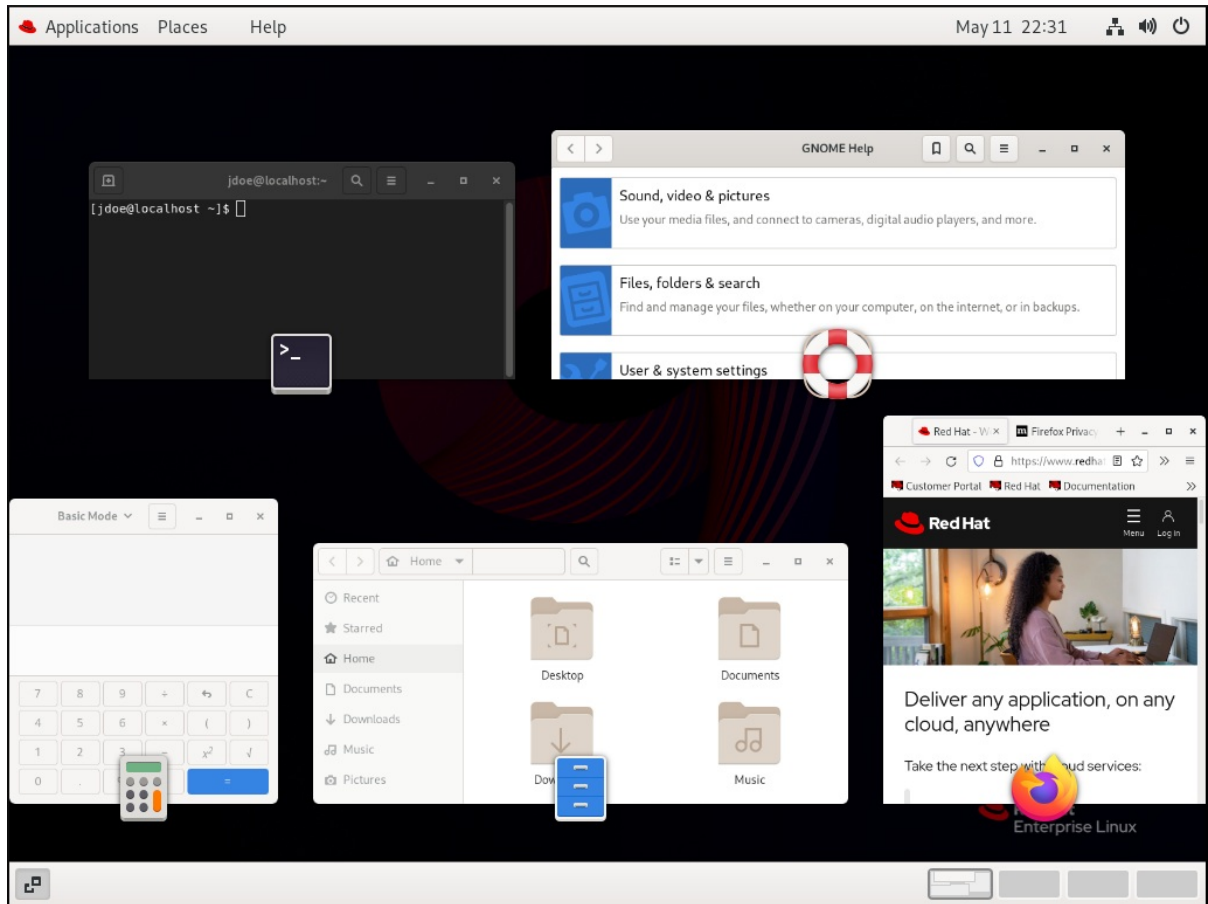 Applications Places Help May 11 22:31
jdoe@localhost:~
[jdoe@localhost ~]$
GNOME Help
Sound, video & pictures
Use your media files, and connect to cameras, digital audio players, and more.
Files, folders & search
Find and manage your files, whether on your computer, on the internet, or in backups.
User & system settings
Basic Mode
7 8 9 ÷ C
4 5 6 × ( )
1 2 3 − x² √
0 . =
Home
Recent
Starred
Home
Documents
Downloads
Music
Pictures
Desktop Documents
Music
Red Hat - W Firefox Privacy
https://www.redha
Customer Portal Red Hat Documentation
Red Hat Menu Log in
Deliver any application, on any
cloud, anywhere
Take the next step with cloud services:
Enterprise Linux